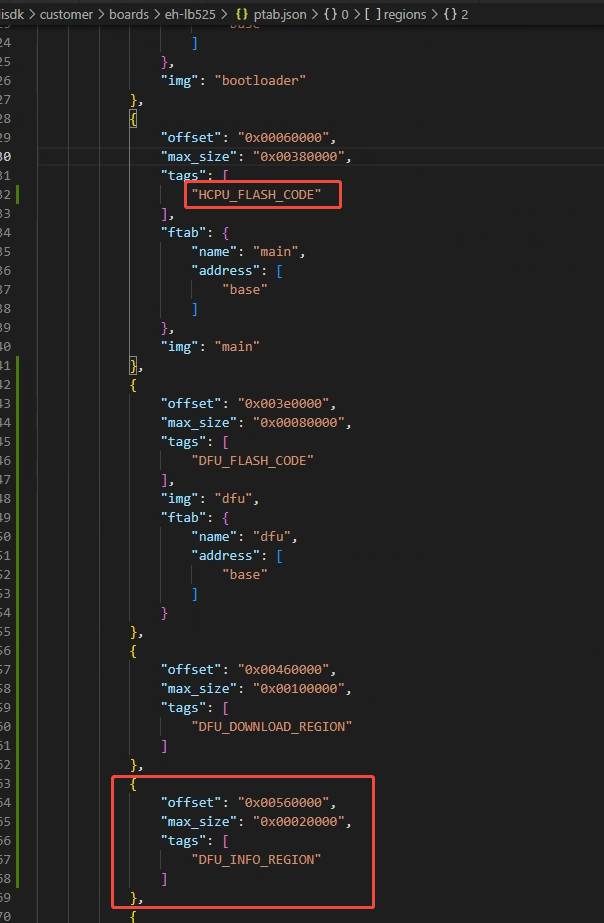 isdk > customer > boards > eh-lb525 > {} ptab.json > {} 0 > [ ] regions > {} 2
24 ]
25 },
26 "img": "bootloader"
27 },
28 {
29 "offset": "0x00060000",
30 "max_size": "0x00380000",
31 "tags": [
32 "HCPU_FLASH_CODE"
33 ],
34 "ftab": {
35 "name": "main",
36 "address": [
37 "base"
38 ]
39 },
40 "img": "main"
41 },
42 {
43 "offset": "0x003e0000",
44 "max_size": "0x00080000",
45 "tags": [
46 "DFU_FLASH_CODE"
47 ],
48 "img": "dfu",
49 "ftab": {
50 "name": "dfu",
51 "address": [
52 "base"
53 ]
54 }
55 },
56 {
57 "offset": "0x00460000",
58 "max_size": "0x00100000",
59 "tags": [
60 "DFU_DOWNLOAD_REGION"
61 ]
62 },
63 {
64 "offset": "0x00560000",
65 "max_size": "0x00020000",
66 "tags": [
67 "DFU_INFO_REGION"
68 ]
69 },
70 {